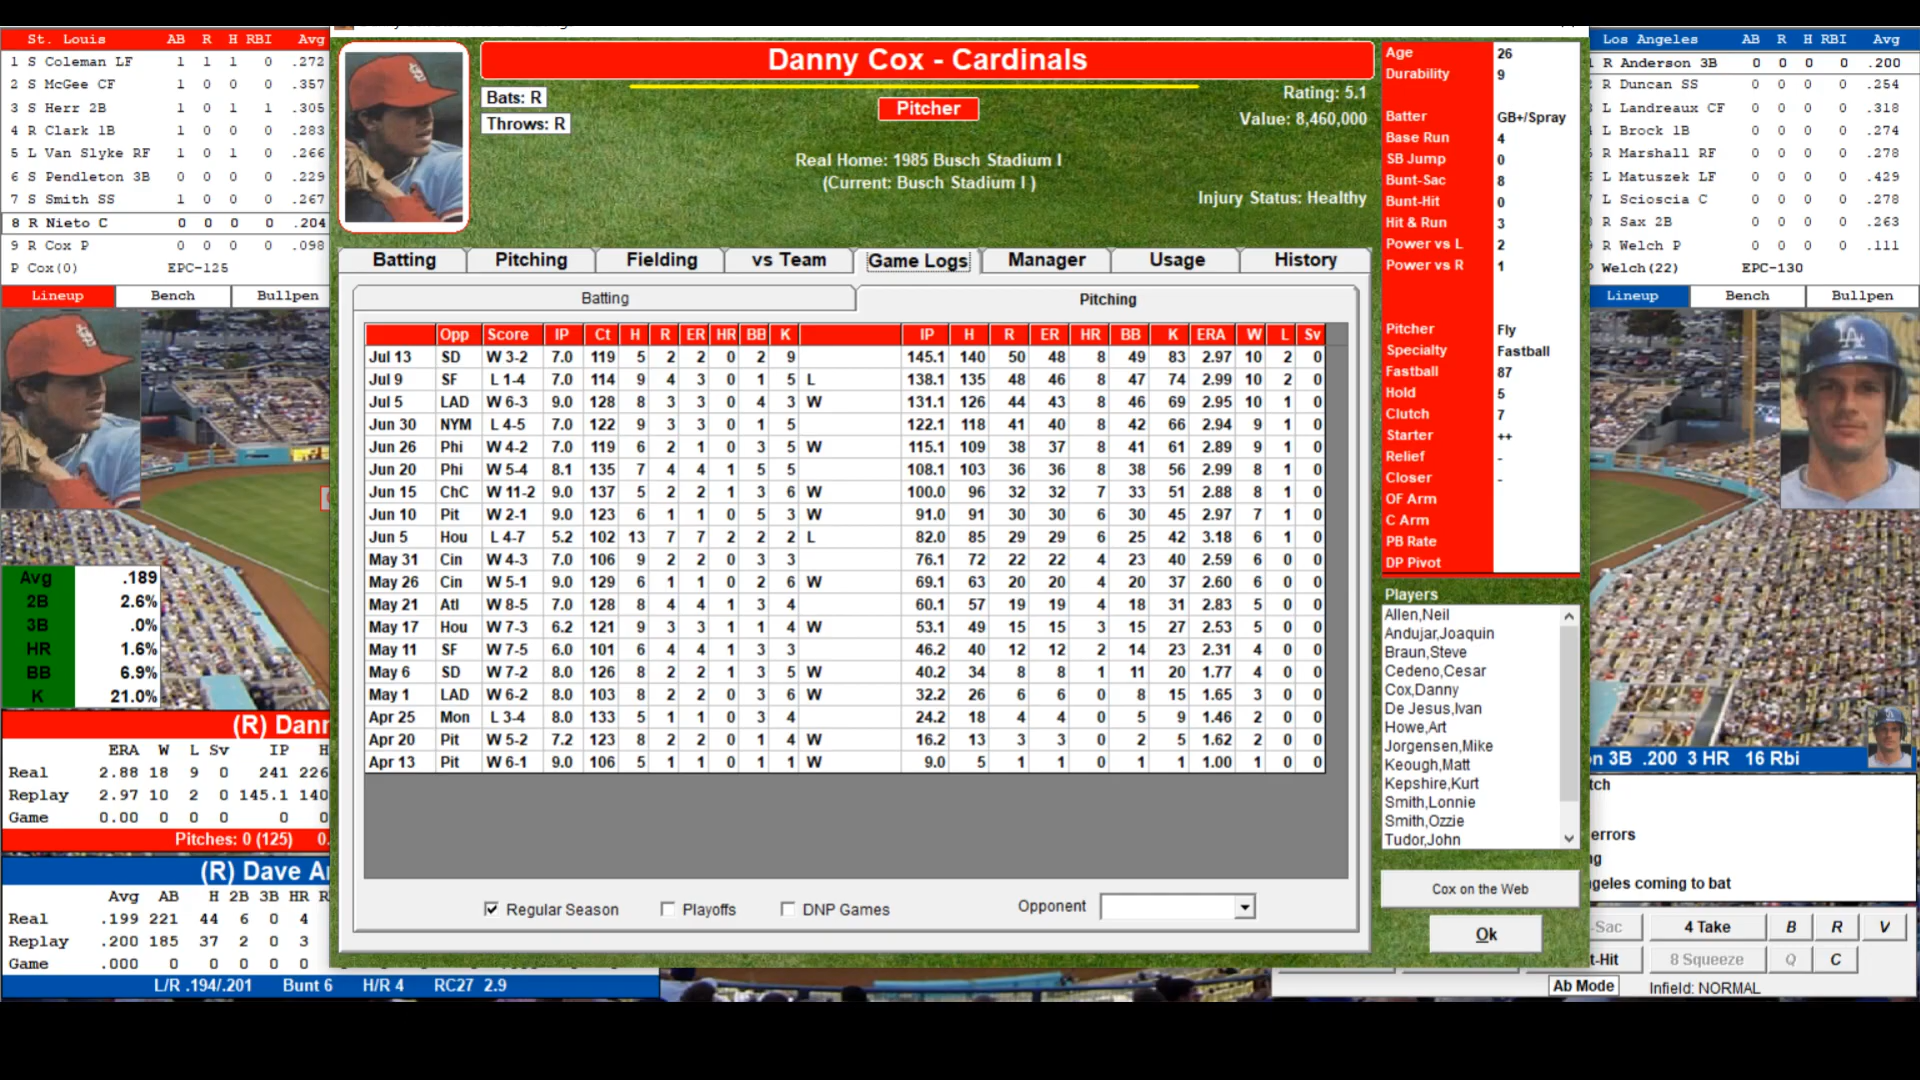 St. Louis AB R H RBI Avg
1 S Coleman LF 1 1 1 0 .272
2 S McGee CF 1 0 0 0 .357
3 S Herr 2B 1 0 1 1 .305
4 R Clark 1B 1 0 0 0 .283
5 L Van Slyke RF 1 0 1 0 .266
6 S Pendleton 3B 0 0 0 0 .229
7 S Smith SS 1 0 0 0 .267
8 R Nieto C 0 0 0 0 .204
9 R Cox P 0 0 0 0 .098
P Cox(0) EPC-125
Lineup Bench Bullpen
Avg .189
2B 2.6%
3B .0%
HR 1.6%
BB 6.9%
K 21.0%
(R) Dann
ERA W L Sv IP H
Real 2.88 18 9 0 241 226
Replay 2.97 10 2 0 145.1 140
Game 0.00 0 0 0 0 0
Pitches: 0 (125) 0.
(R) Dave A
Avg AB H 2B 3B HR R
Real .199 221 44 6 0 4
Replay .200 185 37 2 0 3
Game .000 0 0 0 0 0
L/R .194/.201 Bunt 6 H/R 4 RC27 2.9
Danny Cox - Cardinals
Bats: R
Throws: R
Pitcher
Rating: 5.1
Value: 8,460,000
Real Home: 1985 Busch Stadium I
(Current: Busch Stadium I )
Injury Status: Healthy
Batting Pitching Fielding vs Team Game Logs Manager Usage History
Batting Pitching
Opp Score IP Ct H R ER HR BB K IP H R ER HR BB K ERA W L Sv
Jul 13 SD W 3-2 7.0 119 5 2 2 0 2 9 145.1 140 50 48 8 49 83 2.97 10 2 0
Jul 9 SF L 1-4 7.0 114 9 4 3 0 1 5 L 138.1 135 48 46 8 47 74 2.99 10 2 0
Jul 5 LAD W 6-3 9.0 128 8 3 3 0 4 3 W 131.1 126 44 43 8 46 69 2.95 10 1 0
Jun 30 NYM L 4-5 7.0 122 9 3 3 0 1 5 122.1 118 41 40 8 42 66 2.94 9 1 0
Jun 26 Phi W 4-2 7.0 119 6 2 1 0 3 5 W 115.1 109 38 37 8 41 61 2.89 9 1 0
Jun 20 Phi W 5-4 8.1 135 7 4 4 1 5 5 108.1 103 36 36 8 38 56 2.99 8 1 0
Jun 15 ChC W 11-2 9.0 137 5 2 2 1 3 6 W 100.0 96 32 32 7 33 51 2.88 8 1 0
Jun 10 Pit W 2-1 9.0 123 6 1 1 0 5 3 W 91.0 91 30 30 6 30 45 2.97 7 1 0
Jun 5 Hou L 4-7 5.2 102 13 7 7 2 2 2 L 82.0 85 29 29 6 25 42 3.18 6 1 0
May 31 Cin W 4-3 7.0 106 9 2 2 0 3 3 76.1 72 22 22 4 23 40 2.59 6 0 0
May 26 Cin W 5-1 9.0 129 6 1 1 0 2 6 W 69.1 63 20 20 4 20 37 2.60 6 0 0
May 21 Atl W 8-5 7.0 128 8 4 4 1 3 4 60.1 57 19 19 4 18 31 2.83 5 0 0
May 17 Hou W 7-3 6.2 121 9 3 3 1 1 4 W 53.1 49 15 15 3 15 27 2.53 5 0 0
May 11 SF W 7-5 6.0 101 6 4 4 1 3 3 46.2 40 12 12 2 14 23 2.31 4 0 0
May 6 SD W 7-2 8.0 126 8 2 2 1 3 5 W 40.2 34 8 8 1 11 20 1.77 4 0 0
May 1 LAD W 6-2 8.0 103 8 2 2 0 3 6 W 32.2 26 6 6 0 8 15 1.65 3 0 0
Apr 25 Mon L 3-4 8.0 133 5 1 1 0 3 4 24.2 18 4 4 0 5 9 1.46 2 0 0
Apr 20 Pit W 5-2 7.2 123 8 2 2 0 1 4 W 16.2 13 3 3 0 2 5 1.62 2 0 0
Apr 13 Pit W 6-1 9.0 106 5 1 1 0 1 1 W 9.0 5 1 1 0 1 1 1.00 1 0 0
Regular Season Playoffs DNP Games Opponent
Age 26
Durability 9
Batter GB+/Spray
Base Run 4
SB Jump 0
Bunt-Sac 8
Bunt-Hit 0
Hit & Run 3
Power vs L 2
Power vs R 1
Pitcher Fly
Specialty Fastball
Fastball 87
Hold 5
Clutch 7
Starter ++
Relief -
Closer -
OF Arm
C Arm
PB Rate
DP Pivot
Players
Allen,Neil
Andujar,Joaquin
Braun,Steve
Cedeno,Cesar
Cox,Danny
De Jesus,Ivan
Howe,Art
Jorgensen,Mike
Keough,Matt
Kepshire,Kurt
Smith,Lonnie
Smith,Ozzie
Tudor,John
Cox on the Web
Ok
Los Angeles AB R H RBI Avg
R Anderson 3B 0 0 0 0 .200
R Duncan SS 0 0 0 0 .254
L Landreaux CF 0 0 0 0 .318
L Brock 1B 0 0 0 0 .274
R Marshall RF 0 0 0 0 .278
L Matuszek LF 0 0 0 0 .429
L Scioscia C 0 0 0 0 .278
R Sax 2B 0 0 0 0 .263
R Welch P 0 0 0 0 .111
Welch(22) EPC-130
Lineup Bench Bullpen
n 3B .200 3 HR 16 Rbi
tch
errors
ng
geles coming to bat
-Sac 4 Take B R V
t-Hit 8 Squeeze Q C
Ab Mode Infield: NORMAL